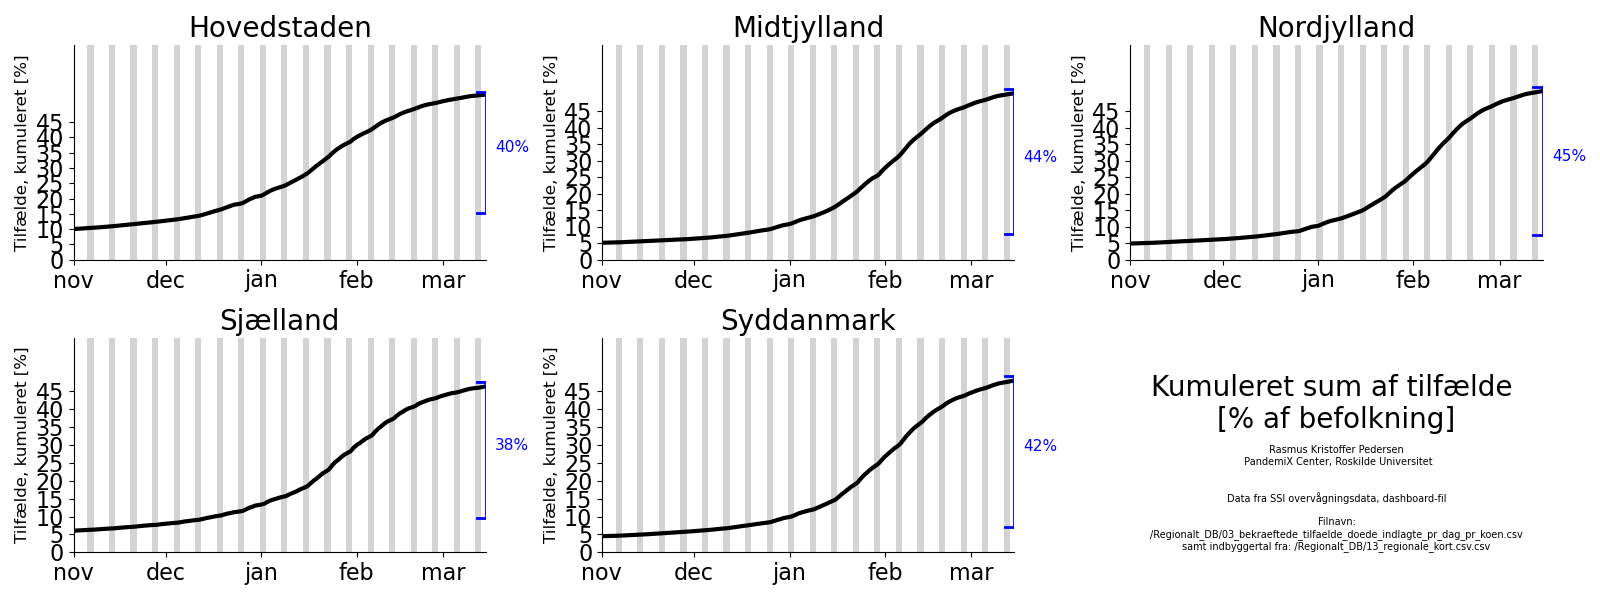 Hovedstaden
Tilfælde, kumuleret [%]
45
40
35
30
25
20
15
10
5
0
nov dec jan feb mar
40%
Midtjylland
Tilfælde, kumuleret [%]
45
40
35
30
25
20
15
10
5
0
nov dec jan feb mar
44%
Nordjylland
Tilfælde, kumuleret [%]
45
40
35
30
25
20
15
10
5
0
nov dec jan feb mar
45%
Sjælland
Tilfælde, kumuleret [%]
45
40
35
30
25
20
15
10
5
0
nov dec jan feb mar
38%
Syddanmark
Tilfælde, kumuleret [%]
45
40
35
30
25
20
15
10
5
0
nov dec jan feb mar
42%
Kumuleret sum af tilfælde
[% af befolkning]
Rasmus Kristoffer Pedersen
PandemiX Center, Roskilde Universitet
Data fra SSI overvågningsdata, dashboard-fil
Filnavn:
/Regionalt_DB/03_bekraeftede_tilfaelde_doede_indlagte_pr_dag_pr_koen.csv
samt indbyggertal fra: /Regionalt_DB/13_regionale_kort.csv.csv